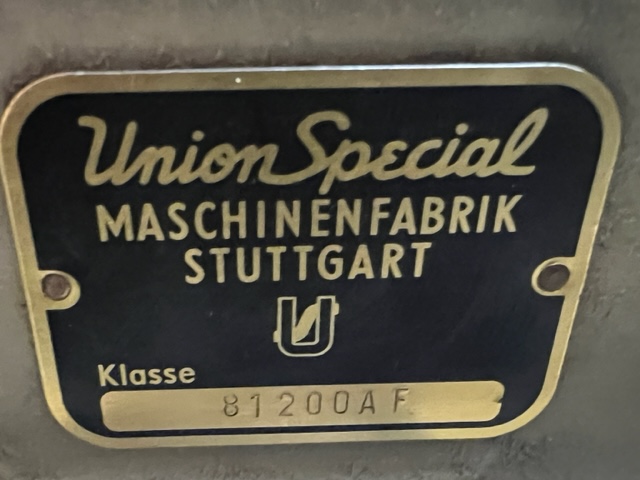 Union Special
MASCHINENFABRIK
STUTTGART
Klasse
81200AF